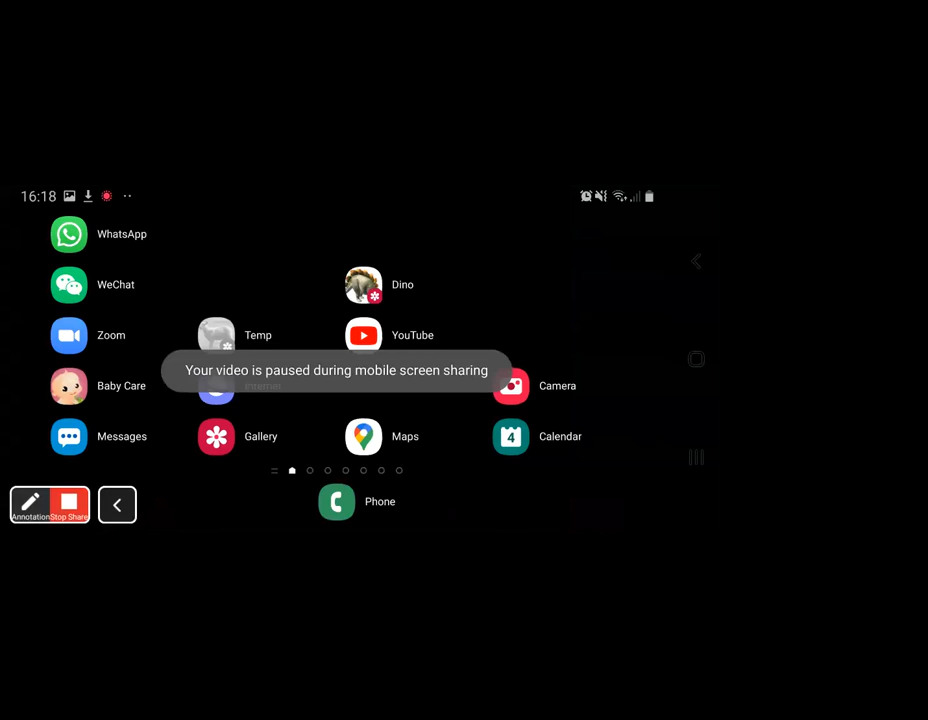 16:18
WhatsApp
WeChat
Dino
Zoom
Temp
YouTube
Your video is paused during mobile screen sharing
Baby Care
Internet
Camera
Messages
Gallery
Maps
4
Calendar
Annotation
Stop Share
Phone